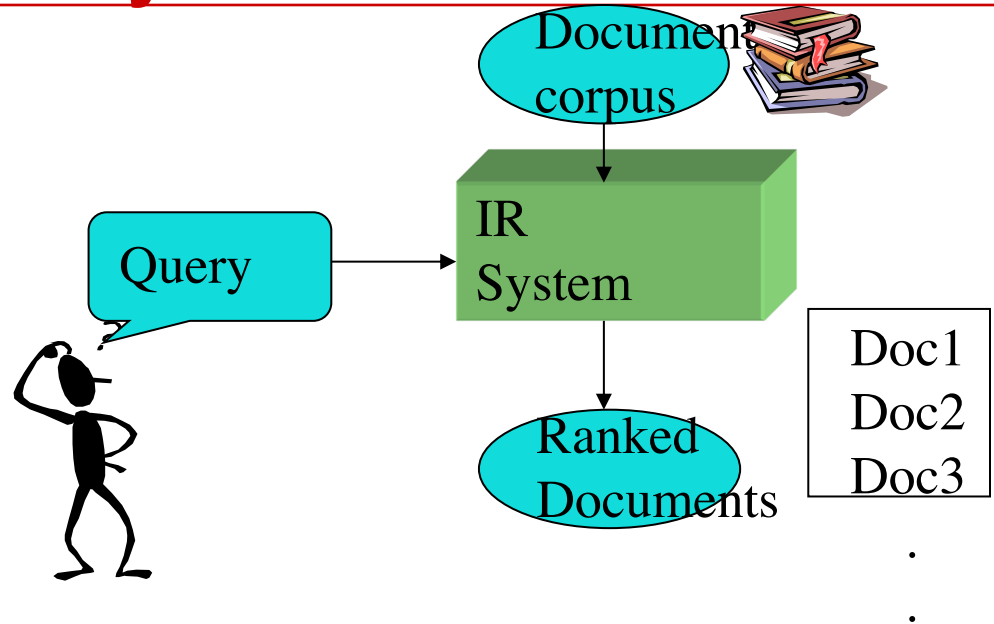 Document
corpus
IR
System
Query
Doc1
Doc2
Doc3
.
.
Ranked
Documents